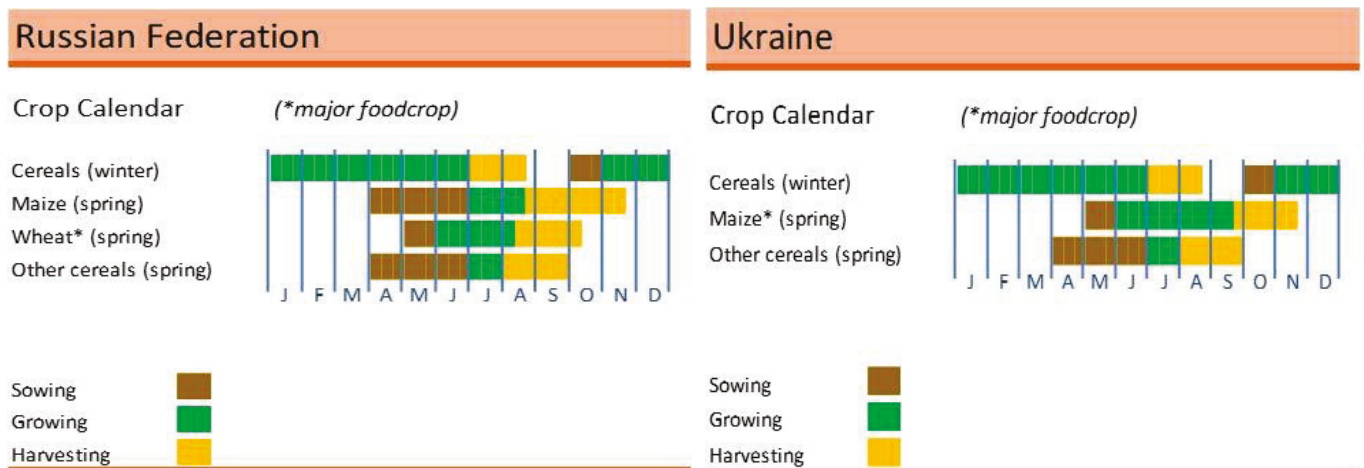 Russian Federation
Crop Calendar (*major foodcrop)
Cereals (winter)
Maize (spring)
Wheat* (spring)
Other cereals (spring)
J F M A M J J A S O N D
Sowing
Growing
Harvesting
Ukraine
Crop Calendar (*major foodcrop)
Cereals (winter)
Maize* (spring)
Other cereals (spring)
J F M A M J J A S O N D
Sowing
Growing
Harvesting